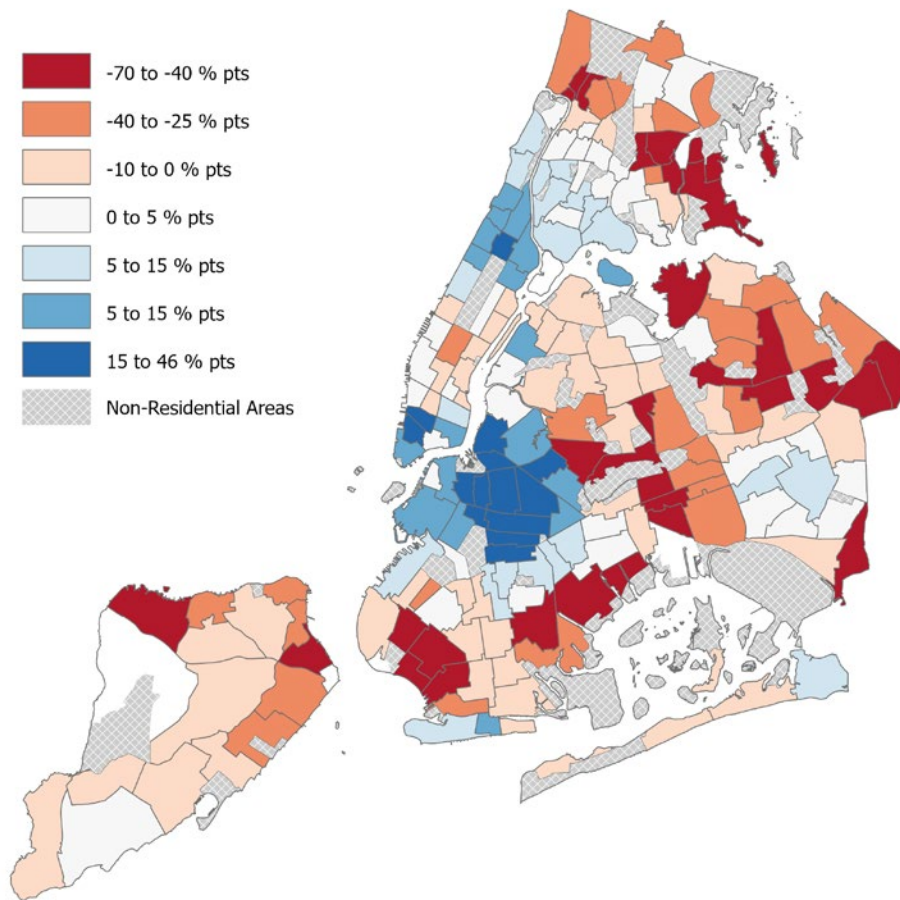 -70 to -40 % pts
-40 to -25 % pts
-10 to 0 % pts
0 to 5 % pts
5 to 15 % pts
5 to 15 % pts
15 to 46 % pts
Non-Residential Areas